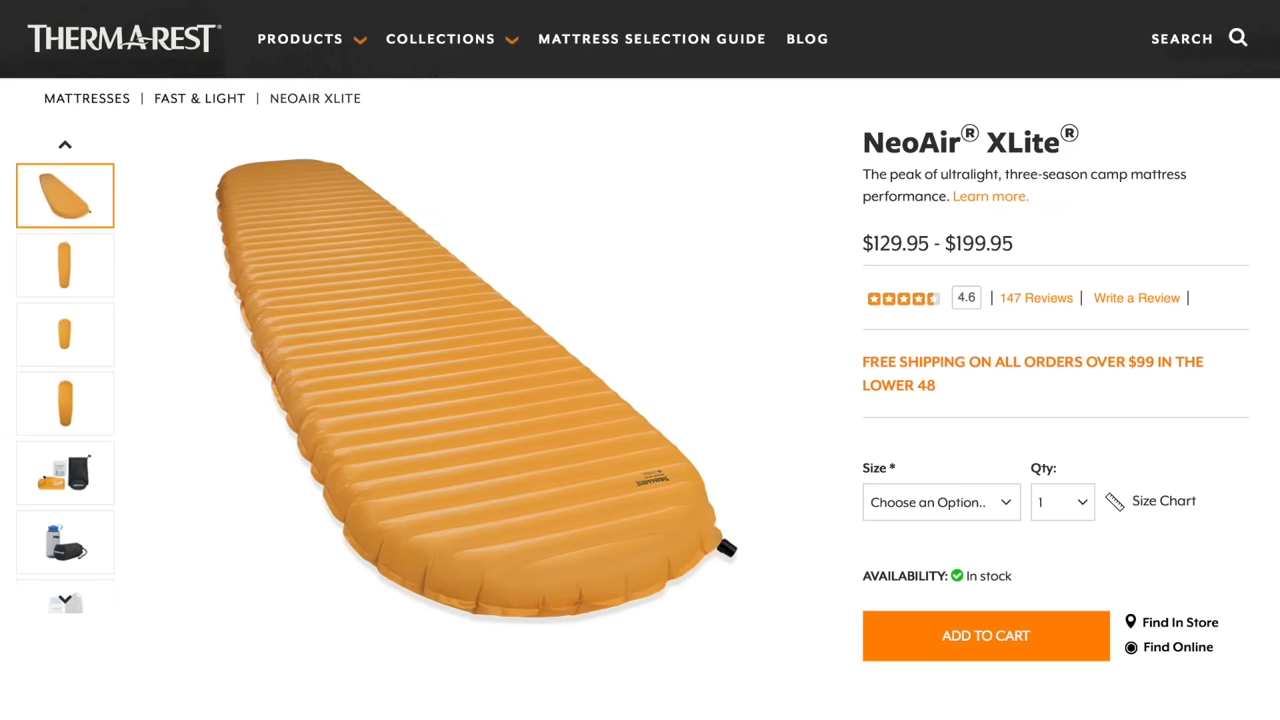 THERMAREST®
PRODUCTS
COLLECTIONS
MATTRESS SELECTION GUIDE
BLOG
SEARCH
MATTRESSES | FAST & LIGHT | NEOAIR XLITE
NeoAir® XLite®
The peak of ultralight, three-season camp mattress
performance. Learn more.
$129.95 - $199.95
4.6 | 147 Reviews | Write a Review |
FREE SHIPPING ON ALL ORDERS OVER $99 IN THE
LOWER 48
Size *
Qty:
Choose an Option..
1
Size Chart
AVAILABILITY: In stock
ADD TO CART
Find In Store
Find Online
THERMAREST